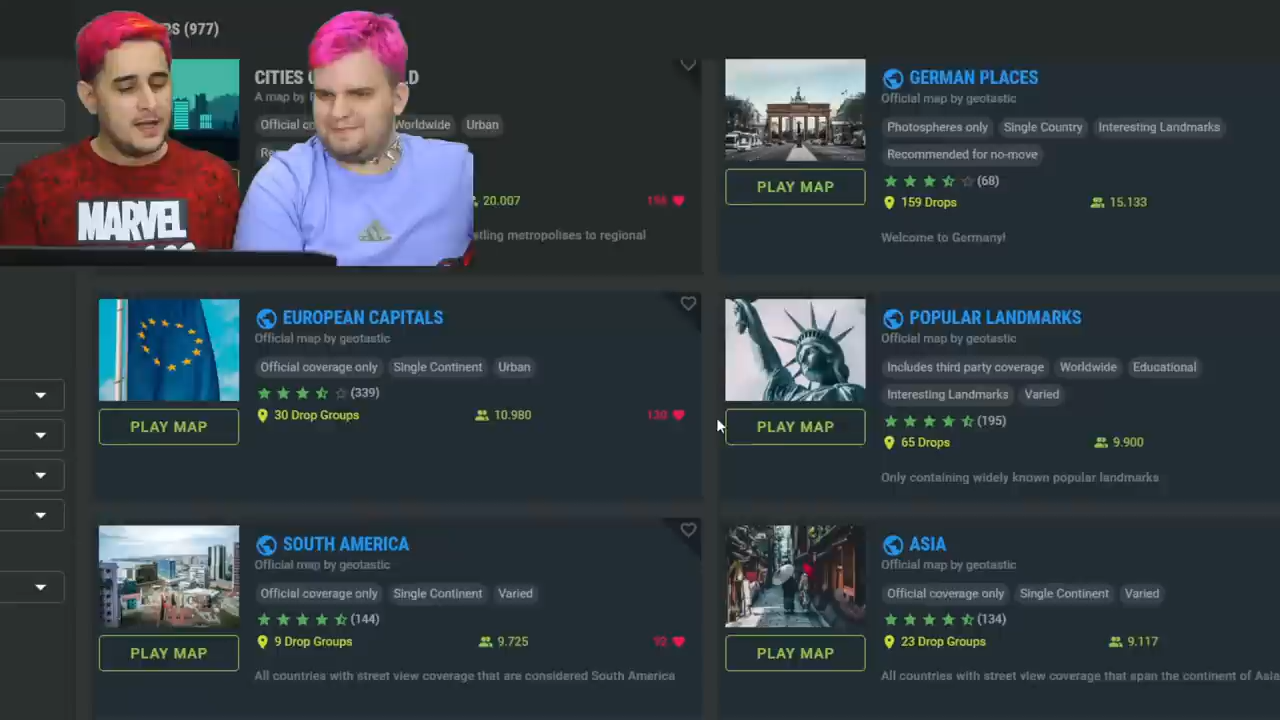 (977)
CITIES
A map by
Official
Worldwide
Urban
20.007
tling metropolises to regional
MARVEL
GERMAN PLACES
Official map by geotastic
Photospheres only
Single Country
Interesting Landmarks
Recommended for no-move
(68)
PLAY MAP
159 Drops
15.133
Welcome to Germany!
EUROPEAN CAPITALS
Official map by geotastic
Official coverage only
Single Continent
Urban
(339)
PLAY MAP
30 Drop Groups
10.980
POPULAR LANDMARKS
Official map by geotastic
Includes third party coverage
Worldwide
Educational
Interesting Landmarks
Varied
(195)
PLAY MAP
65 Drops
9.900
Only containing widely known popular landmarks
SOUTH AMERICA
Official map by geotastic
Official coverage only
Single Continent
Varied
(144)
PLAY MAP
9 Drop Groups
9.725
92
All countries with street view coverage that are considered South America
ASIA
Official map by geotastic
Official coverage only
Single Continent
Varied
(134)
PLAY MAP
23 Drop Groups
9.117
All countries with street view coverage that span the continent of Asia